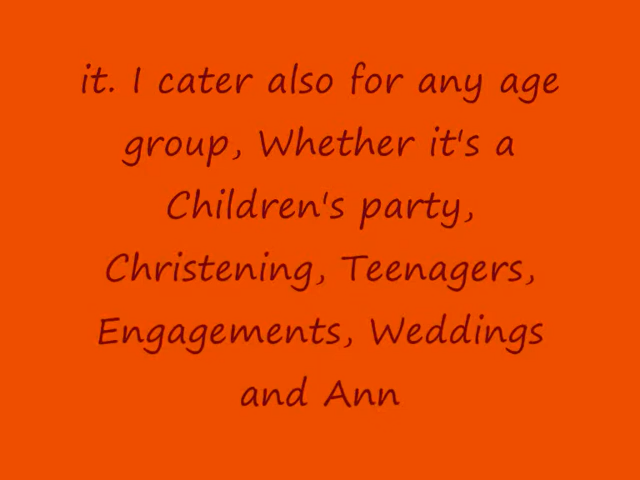 it. I cater also for any age
group, Whether it's a
Children's party,
Christening, Teenagers,
Engagements, Weddings
and Ann